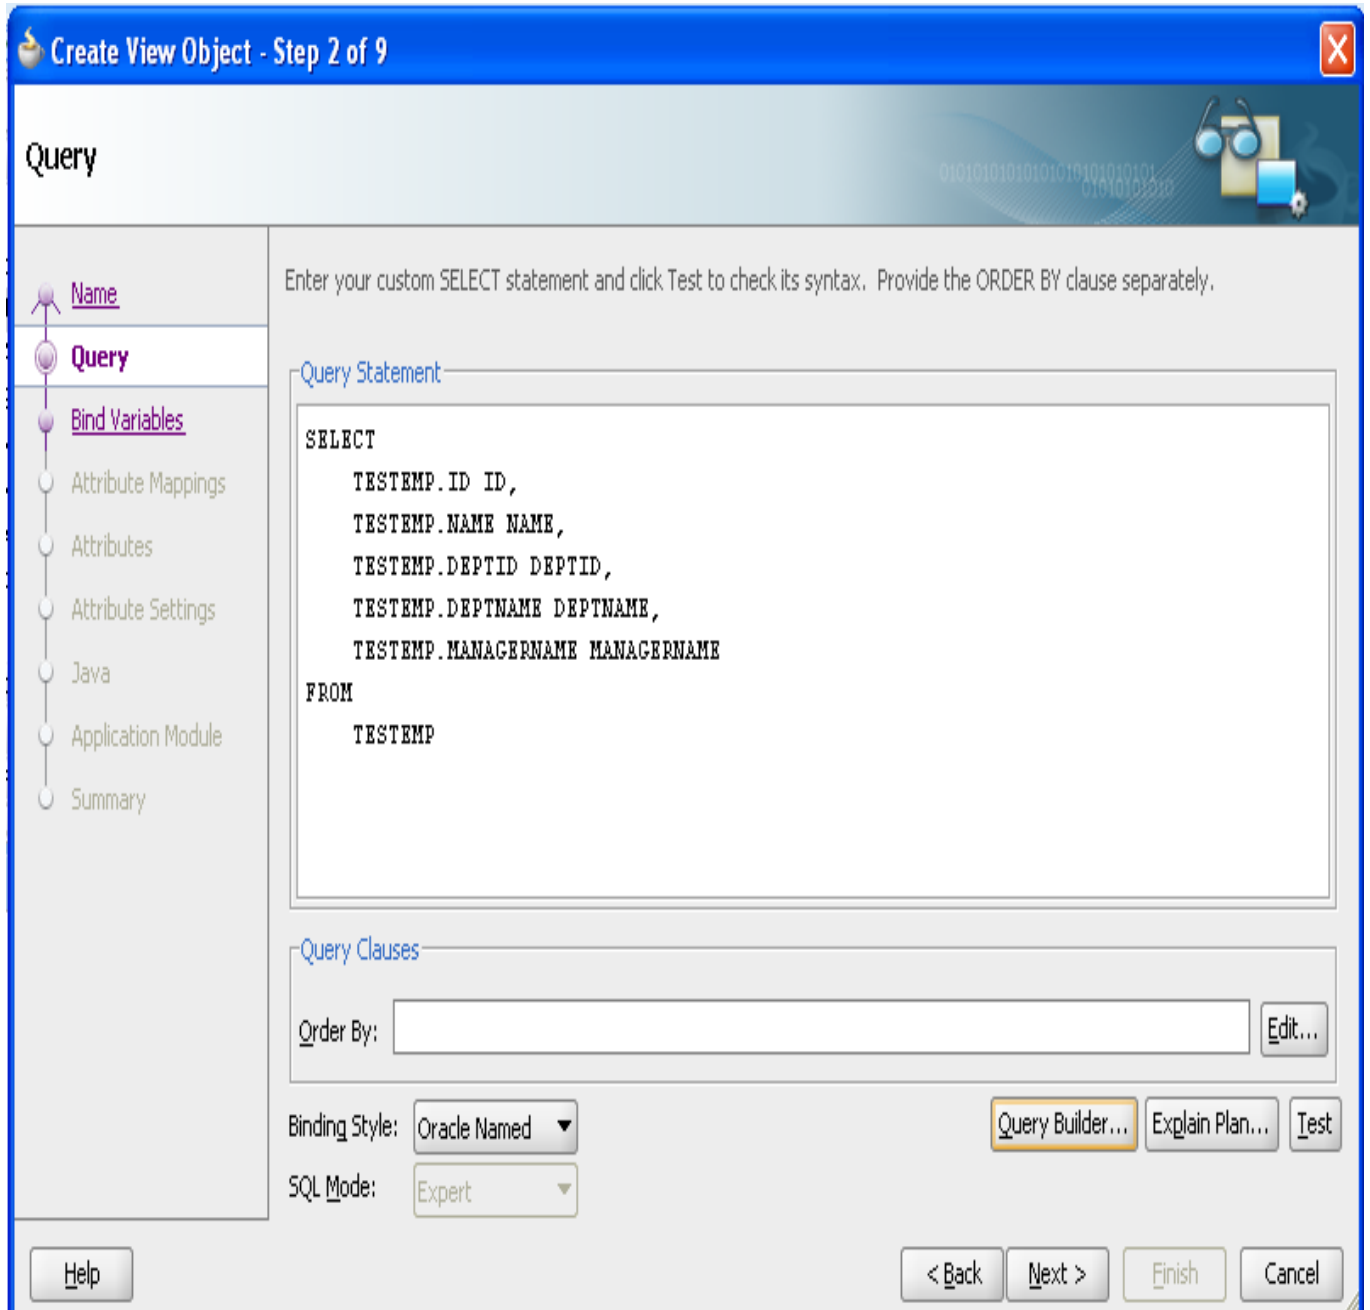 Create View Object - Step 2 of 9
Query
0101010101010101010101010101
01010101010
Name
Query
Bind Variables
Attribute Mappings
Attributes
Attribute Settings
Java
Application Module
Summary
Enter your custom SELECT statement and click Test to check its syntax.  Provide the ORDER BY clause separately.
Query Statement
SELECT
    TESTEMP.ID ID,
    TESTEMP.NAME NAME,
    TESTEMP.DEPTID DEPTID,
    TESTEMP.DEPTNAME DEPTNAME,
    TESTEMP.MANAGERNAME MANAGERNAME
FROM
    TESTEMP
Query Clauses
Order By:
Edit...
Binding Style: Oracle Named
Query Builder... Explain Plan... Test
SQL Mode: Expert
Help
< Back Next > Finish Cancel